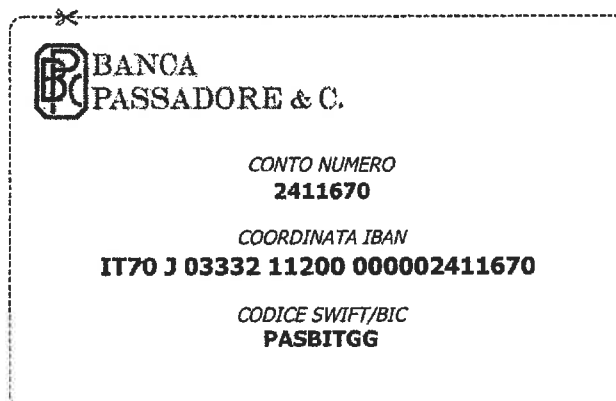 BANCA
PASSADORE & C.
CONTO NUMERO
2411670
COORDINATA IBAN
IT70 J 03332 11200 000002411670
CODICE SWIFT/BIC
PASBITGG